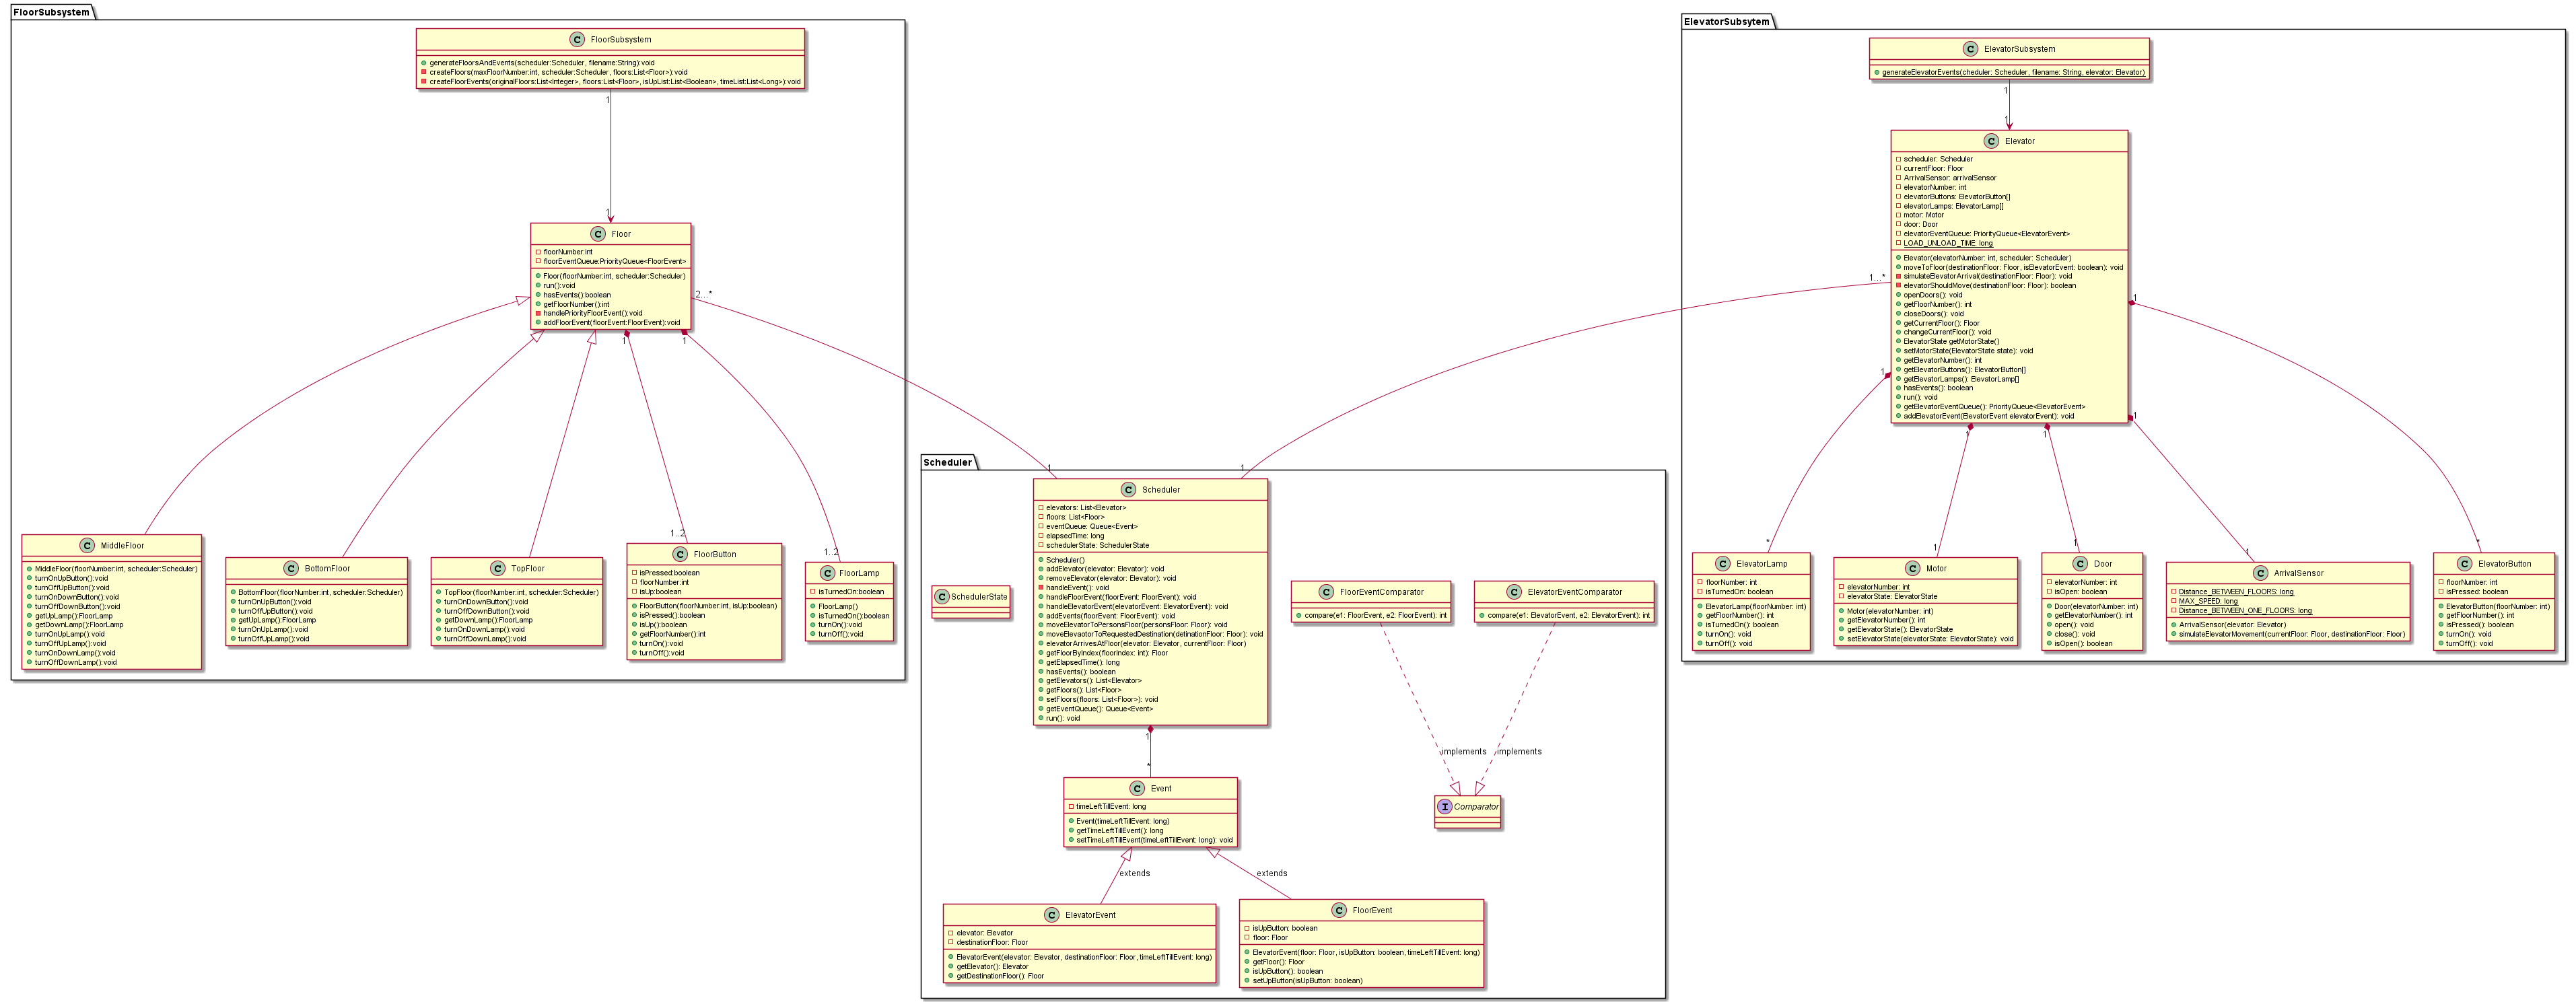 FloorSubsystem
FloorSubsystem
generateFloorsAndEvents(scheduler:Scheduler, filename:String):void
createFloors(maxFloorNumber:int, scheduler:Scheduler, floors:List<Floor>):void
createFloorEvents(originalFloors:List<Integer>, floors:List<Floor>, isUpList:List<Boolean>, timeList:List<Long>):void
1
1
Floor
floorNumber:int
floorEventQueue:PriorityQueue<FloorEvent>
Floor(floorNumber:int, scheduler:Scheduler)
run():void
hasEvents():boolean
getFloorNumber():int
handlePriorityFloorEvent():void
addFloorEvent(floorEvent:FloorEvent):void
2...*
1
1
1..2
1..2
MiddleFloor
MiddleFloor(floorNumber:int, scheduler:Scheduler)
turnOnUpButton():void
turnOffUpButton():void
turnOnDownButton():void
turnOffDownButton():void
getUpLamp():FloorLamp
getDownLamp():FloorLamp
turnOnUpLamp():void
turnOffUpLamp():void
turnOnDownLamp():void
turnOffDownLamp():void
BottomFloor
BottomFloor(floorNumber:int, scheduler:Scheduler)
turnOnUpButton():void
turnOffUpButton():void
getUpLamp():FloorLamp
turnOnUpLamp():void
turnOffUpLamp():void
TopFloor
TopFloor(floorNumber:int, scheduler:Scheduler)
turnOnDownButton():void
turnOffDownButton():void
getDownLamp():FloorLamp
turnOnDownLamp():void
turnOffDownLamp():void
FloorButton
isPressed:boolean
floorNumber:int
isUp:boolean
FloorButton(floorNumber:int, isUp:boolean)
isPressed():boolean
isUp():boolean
getFloorNumber():int
turnOn():void
turnOff():void
FloorLamp
isTurnedOn:boolean
FloorLamp()
isTurnedOn():boolean
turnOn():void
turnOff():void
Scheduler
1
1
SchedulerState
Scheduler
elevators: List<Elevator>
floors: List<Floor>
eventQueue: Queue<Event>
elapsedTime: long
schedulerState: SchedulerState
Scheduler()
addElevator(elevator: Elevator): void
removeElevator(elevator: Elevator): void
handleEvent(): void
handleFloorEvent(floorEvent: FloorEvent): void
handleElevatorEvent(elevatorEvent: ElevatorEvent): void
addEvents(floorEvent: FloorEvent): void
moveElevatorToPersonsFloor(personsFloor: Floor): void
moveElevaotorToRequestedDestination(detinationFloor: Floor): void
elevatorArrivesAtFloor(elevator: Elevator, currentFloor: Floor)
getFloorByIndex(floorIndex: int): Floor
getElapsedTime(): long
hasEvents(): boolean
getElevators(): List<Elevator>
getFloors(): List<Floor>
setFloors(floors: List<Floor>): void
getEventQueue(): Queue<Event>
run(): void
FloorEventComparator
compare(e1: FloorEvent, e2: FloorEvent): int
ElevatorEventComparator
compare(e1: ElevatorEvent, e2: ElevatorEvent): int
1
*
implements
implements
Event
timeLeftTillEvent: long
Event(timeLeftTillEvent: long)
getTimeLeftTillEvent(): long
setTimeLeftTillEvent(timeLeftTillEvent: long): void
Comparator
extends
extends
ElevatorEvent
elevator: Elevator
destinationFloor: Floor
ElevatorEvent(elevator: Elevator, destinationFloor: Floor, timeLeftTillEvent: long)
getElevator(): Elevator
getDestinationFloor(): Floor
FloorEvent
isUpButton: boolean
floor: Floor
ElevatorEvent(floor: Floor, isUpButton: boolean, timeLeftTillEvent: long)
getFloor(): Floor
isUpButton(): boolean
setUpButton(isUpButton: boolean)
ElevatorSubsytem
ElevatorSubsystem
generateElevatorEvents(cheduler: Scheduler, filename: String, elevator: Elevator)
1
1
Elevator
scheduler: Scheduler
currentFloor: Floor
ArrivalSensor: arrivalSensor
elevatorNumber: int
elevatorButtons: ElevatorButton[]
elevatorLamps: ElevatorLamp[]
motor: Motor
door: Door
elevatorEventQueue: PriorityQueue<ElevatorEvent>
LOAD_UNLOAD_TIME: long
Elevator(elevatorNumber: int, scheduler: Scheduler)
moveToFloor(destinationFloor: Floor, isElevatorEvent: boolean): void
simulateElevatorArrival(destinationFloor: Floor): void
elevatorShouldMove(destinationFloor: Floor): boolean
openDoors(): void
getFloorNumber(): int
closeDoors(): void
getCurrentFloor(): Floor
changeCurrentFloor(): void
ElevatorState getMotorState()
setMotorState(ElevatorState state): void
getElevatorNumber(): int
getElevatorButtons(): ElevatorButton[]
getElevatorLamps(): ElevatorLamp[]
hasEvents(): boolean
run(): void
getElevatorEventQueue(): PriorityQueue<ElevatorEvent>
addElevatorEvent(ElevatorEvent elevatorEvent): void
1...*
1
1
1
1
1
*
1
1
1
*
ElevatorLamp
floorNumber: int
isTurnedOn: boolean
ElevatorLamp(floorNumber: int)
getFloorNumber(): int
isTurnedOn(): boolean
turnOn(): void
turnOff(): void
Motor
elevatorNumber: int
elevatorState: ElevatorState
Motor(elevatorNumber: int)
getElevatorNumber(): int
getElevatorState(): ElevatorState
setElevatorState(elevatorState: ElevatorState): void
Door
elevatorNumber: int
isOpen: boolean
Door(elevatorNumber: int)
getElevatorNumber(): int
open(): void
close(): void
isOpen(): boolean
ArrivalSensor
Distance_BETVEEN_FLOORS: long
MAX_SPEED: long
Distance_BETVEEN_ONE_FLOORS: long
ArrivalSensor(elevator: Elevator)
simulateElevatorMovement(currentFloor: Floor, destinationFloor: Floor)
ElevatorButton
floorNumber: int
isPressed: boolean
ElevatorButton(floorNumber: int)
getFloorNumber(): int
isPressed(): boolean
turnOn(): void
turnOff(): void